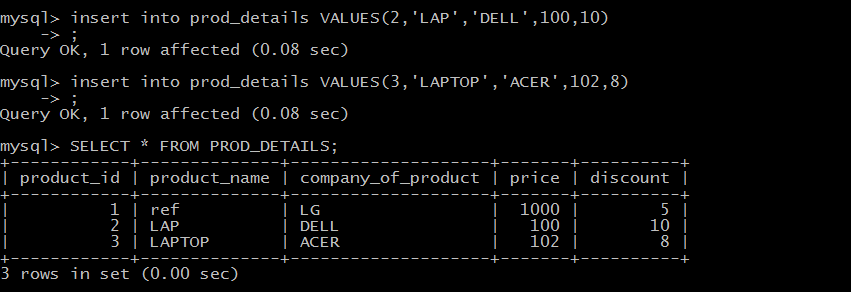 mysql> insert into prod_details VALUES(2,'LAP','DELL',100,10)
    -> ;
Query OK, 1 row affected (0.08 sec)
mysql> insert into prod_details VALUES(3,'LAPTOP','ACER',102,8)
    -> ;
Query OK, 1 row affected (0.08 sec)
mysql> SELECT * FROM PROD_DETAILS;
+------------+--------------+--------------------+-------+----------+
| product_id | product_name | company_of_product | price | discount |
+------------+--------------+--------------------+-------+----------+
|          1 | ref          | LG                 |  1000 |        5 |
|          2 | LAP          | DELL               |   100 |       10 |
|          3 | LAPTOP       | ACER               |   102 |        8 |
+------------+--------------+--------------------+-------+----------+
3 rows in set (0.00 sec)